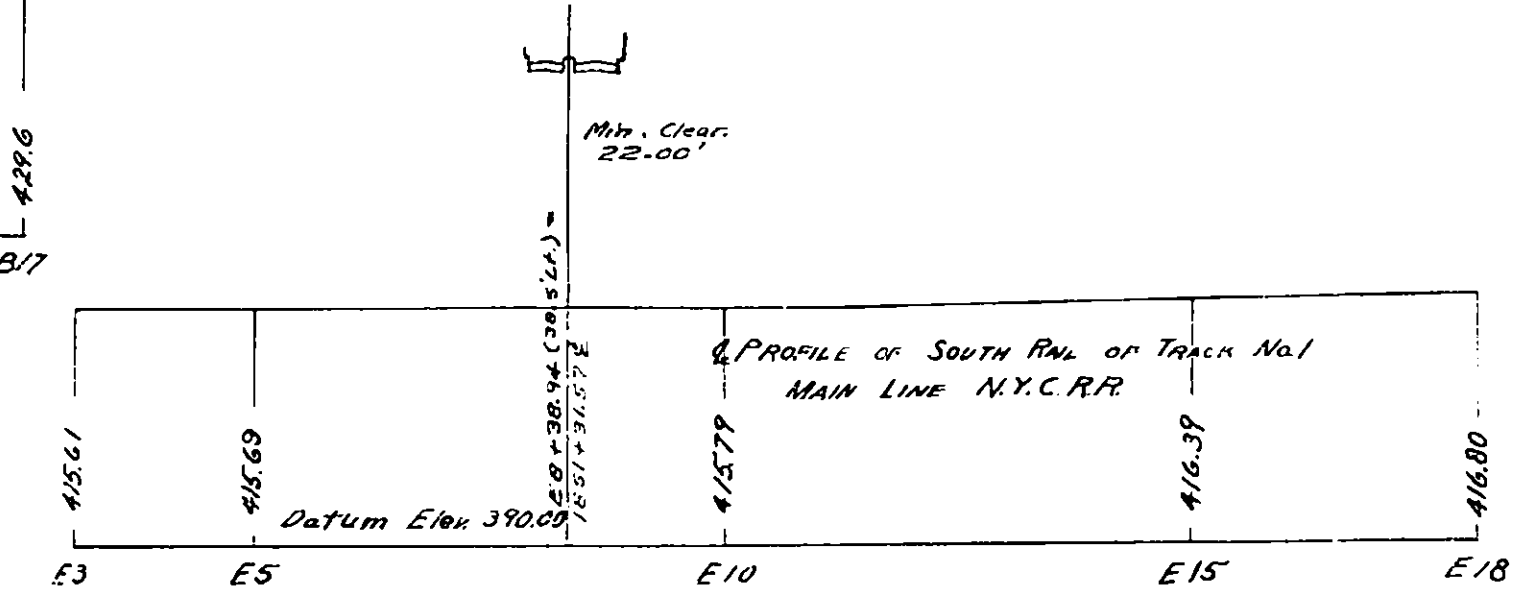 429.6
B17
Min. Clear.
22.00'
E8+38.94 (38.5' Lt.) =
1551+31.57 E
℄ PROFILE OF SOUTH RAIL OF TRACK No.1
MAIN LINE N.Y.C.R.R.
415.61
415.69
415.79
416.39
416.80
Datum Elev. 390.00
E3
E5
E10
E15
E18